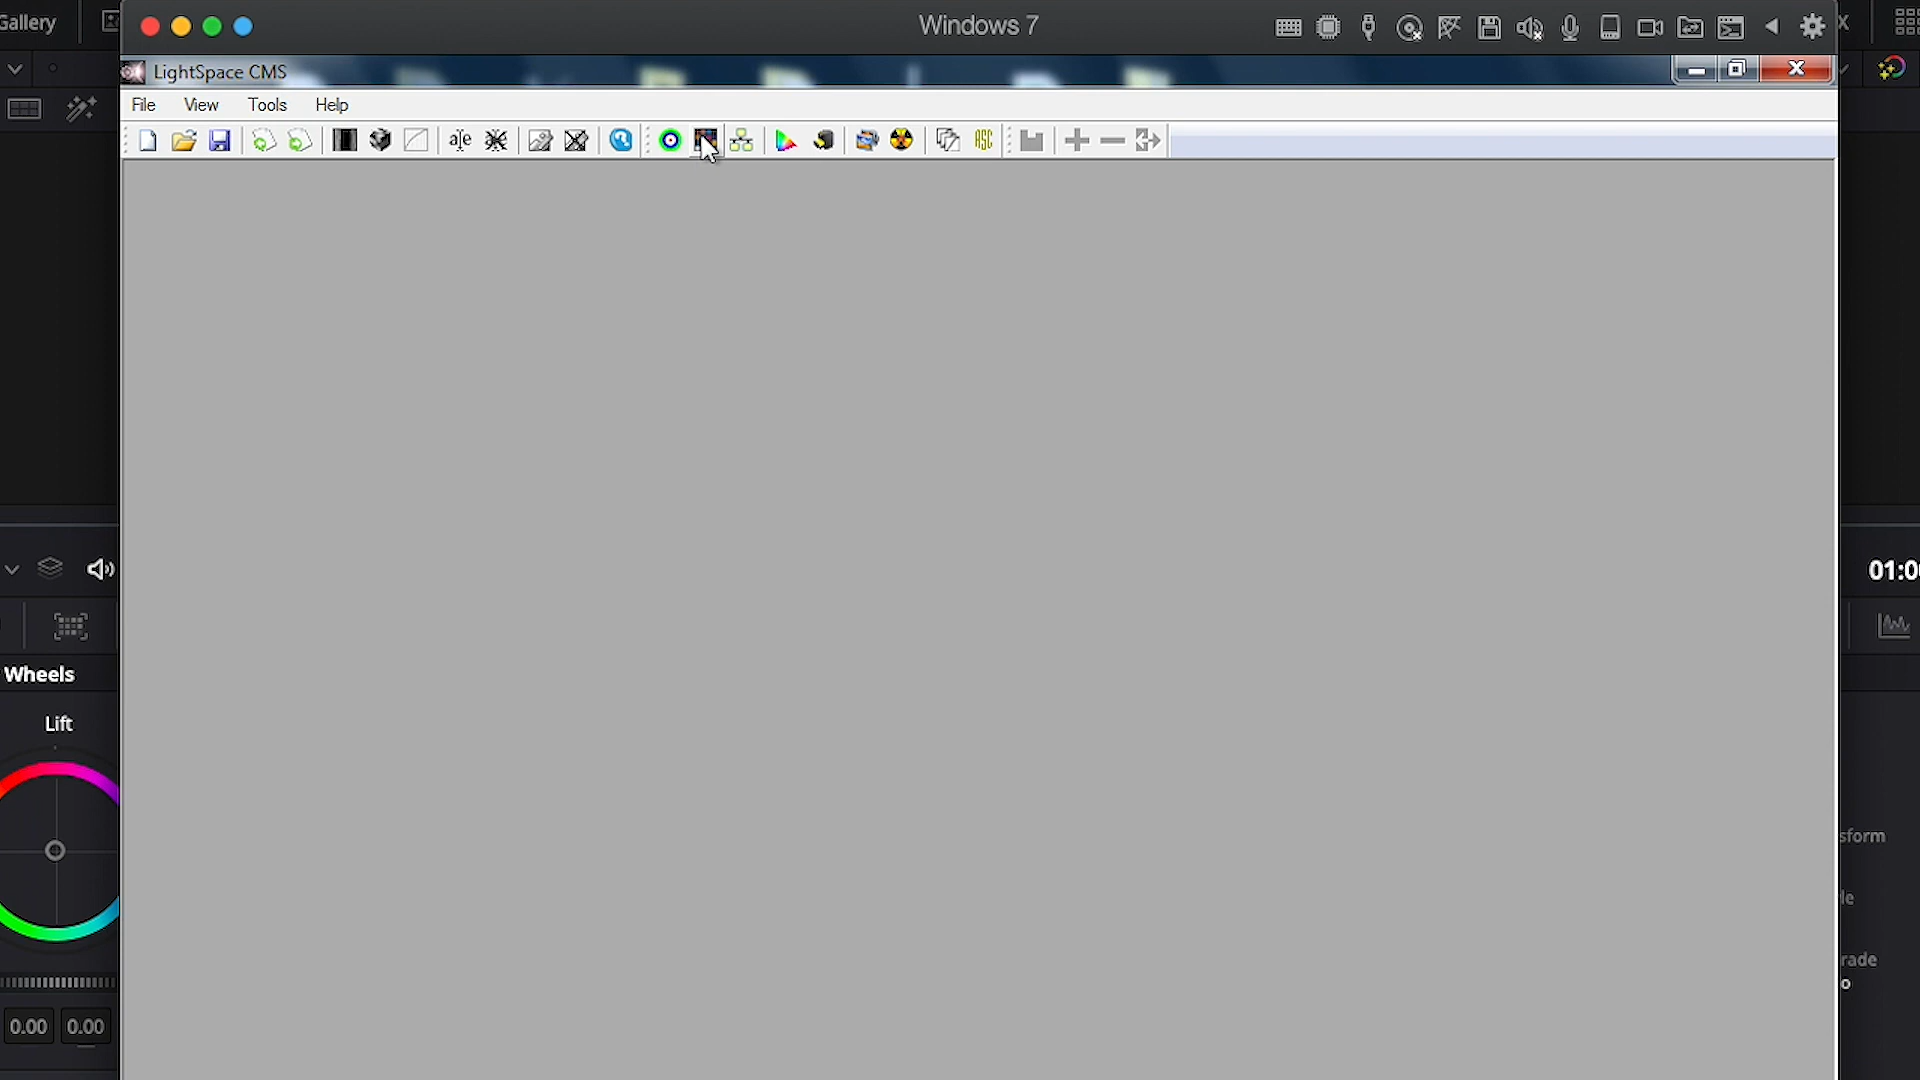 Gallery
Windows 7
X
LightSpace CMS
File View Tools Help
a|e
ASC
01:0
Wheels
Lift
sform
le
rade
o
0.00 0.00